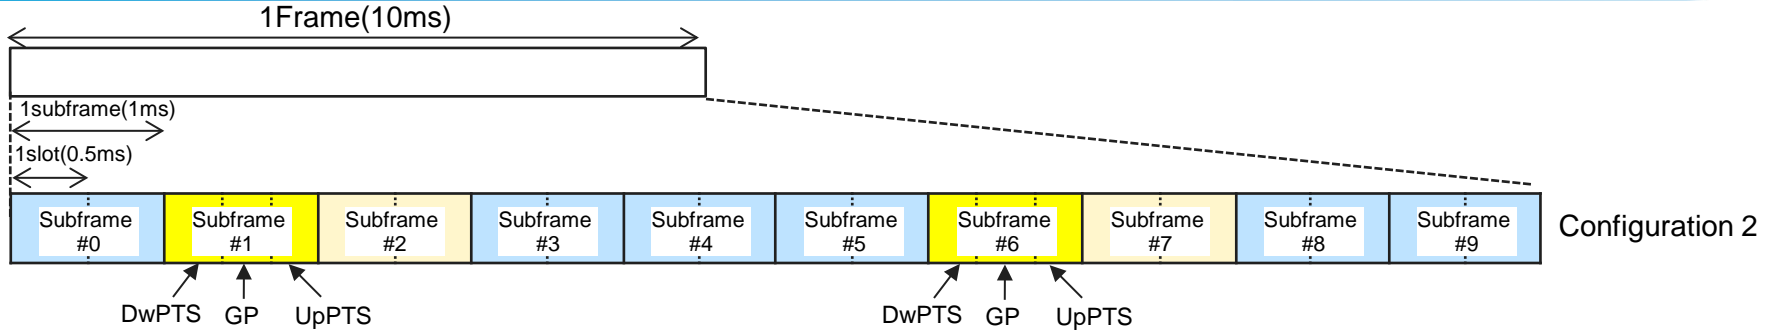 1Frame(10ms)
1subframe(1ms)
1slot(0.5ms)
Subframe
#0
Subframe
#1
Subframe
#2
Subframe
#3
Subframe
#4
Subframe
#5
Subframe
#6
Subframe
#7
Subframe
#8
Subframe
#9
Configuration 2
DwPTS
GP
UpPTS
DwPTS
GP
UpPTS